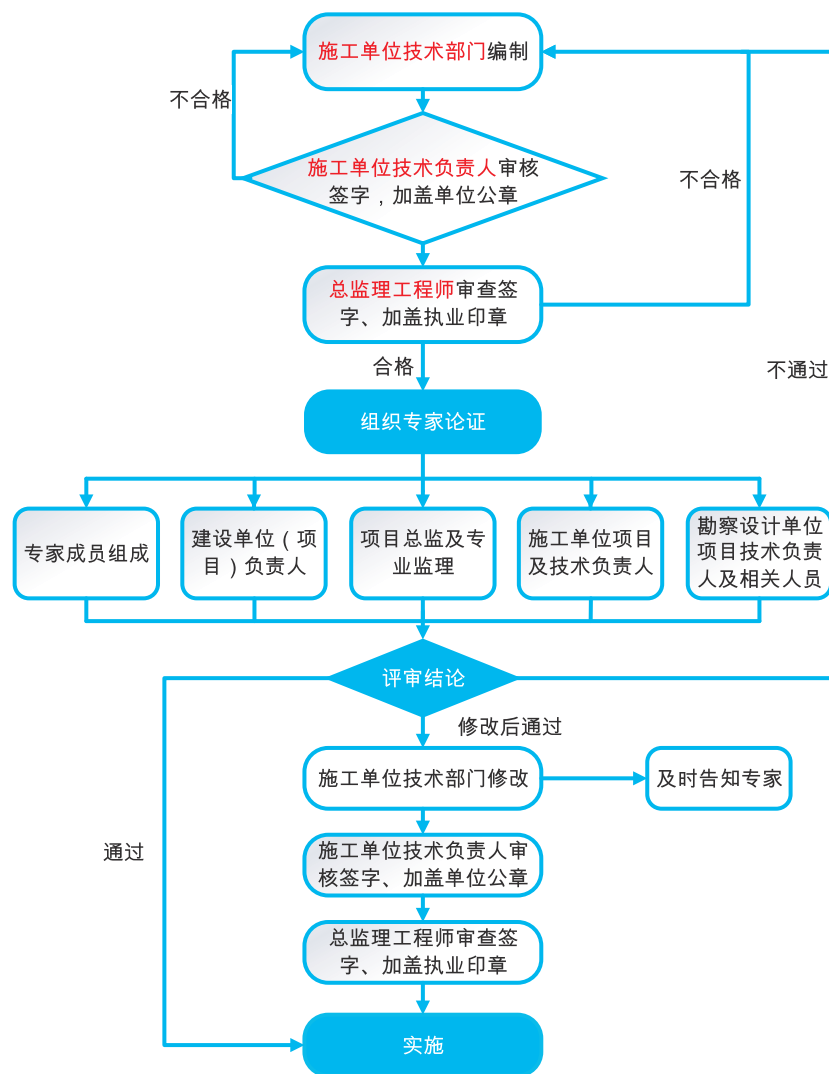 施工单位技术部门编制
不合格
施工单位技术负责人审核
签字，加盖单位公章
不合格
总监理工程师审查签
字、加盖执业印章
合格
不通过
组织专家论证
专家成员组成
建设单位（项
目）负责人
项目总监及专
业监理
施工单位项目
及技术负责人
勘察设计单位
项目技术负责
人及相关人员
评审结论
修改后通过
施工单位技术部门修改
及时告知专家
通过
施工单位技术负责人审
核签字、加盖单位公章
总监理工程师审查签
字、加盖执业印章
实施